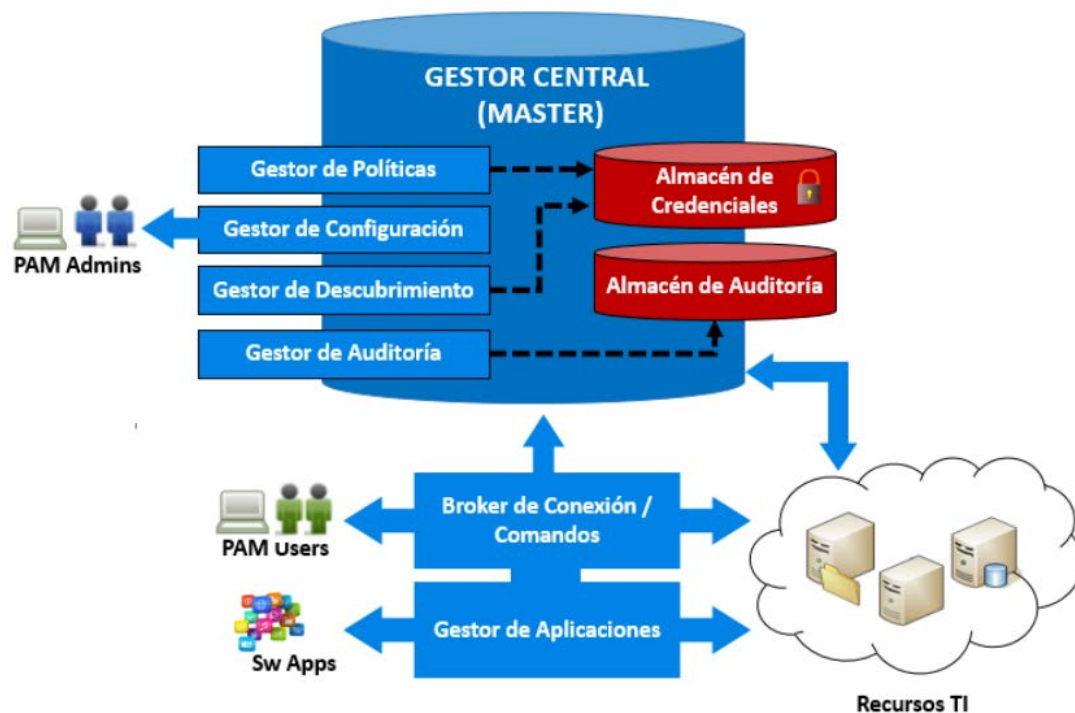 GESTOR CENTRAL
(MASTER)
Gestor de Políticas
Almacén de
Credenciales
Gestor de Configuración
PAM Admins
Gestor de Descubrimiento
Almacén de Auditoría
Gestor de Auditoría
Broker de Conexión /
Comandos
PAM Users
Gestor de Aplicaciones
Sw Apps
Recursos TI